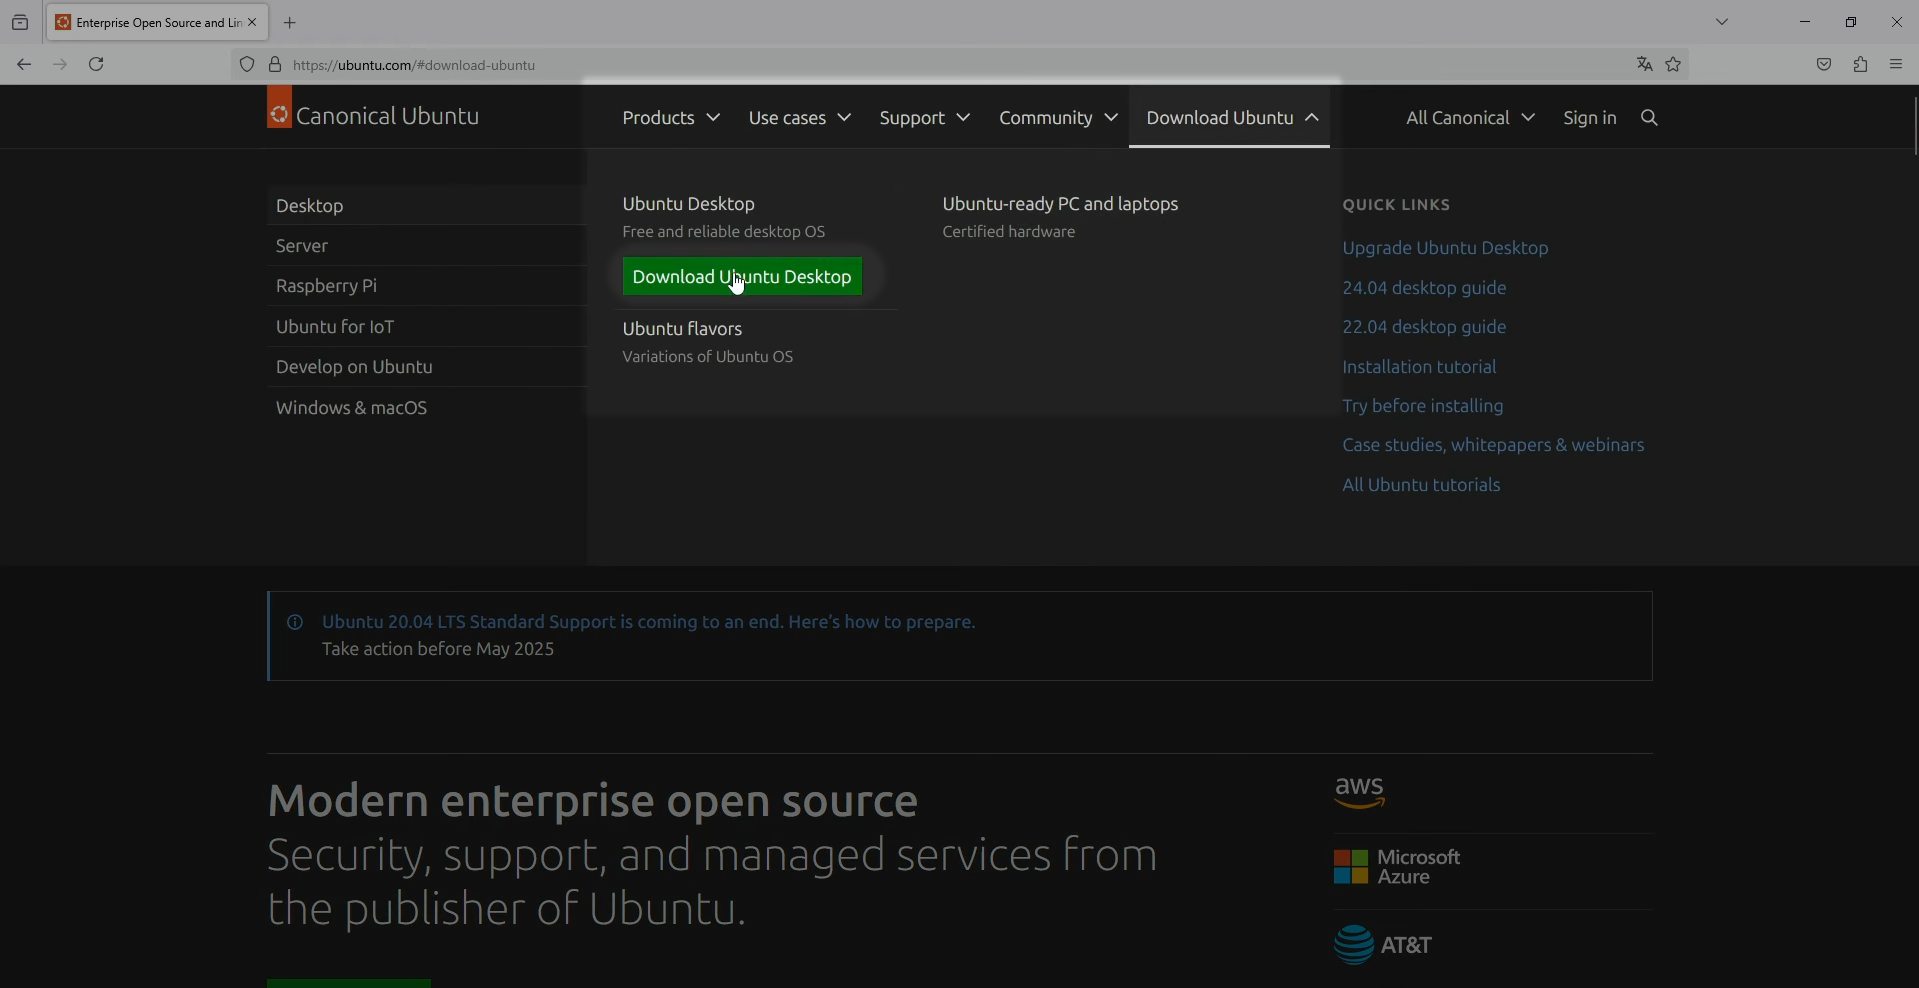 Enterprise Open Source and Lin
https://ubuntu.com/#download-ubuntu
Canonical Ubuntu
Products
Use cases
Support
Community
Download Ubuntu
All Canonical
Sign in
Desktop
Server
Raspberry Pi
Ubuntu for IoT
Develop on Ubuntu
Windows & macOS
Ubuntu Desktop
Free and reliable desktop OS
Download Ubuntu Desktop
Ubuntu flavors
Variations of Ubuntu OS
Ubuntu-ready PC and laptops
Certified hardware
QUICK LINKS
Upgrade Ubuntu Desktop
24.04 desktop guide
22.04 desktop guide
Installation tutorial
Try before installing
Case studies, whitepapers & webinars
All Ubuntu tutorials
Ubuntu 20.04 LTS Standard Support is coming to an end. Here's how to prepare.
Take action before May 2025
Modern enterprise open source
Security, support, and managed services from
the publisher of Ubuntu.
aws
Microsoft
Azure
AT&T